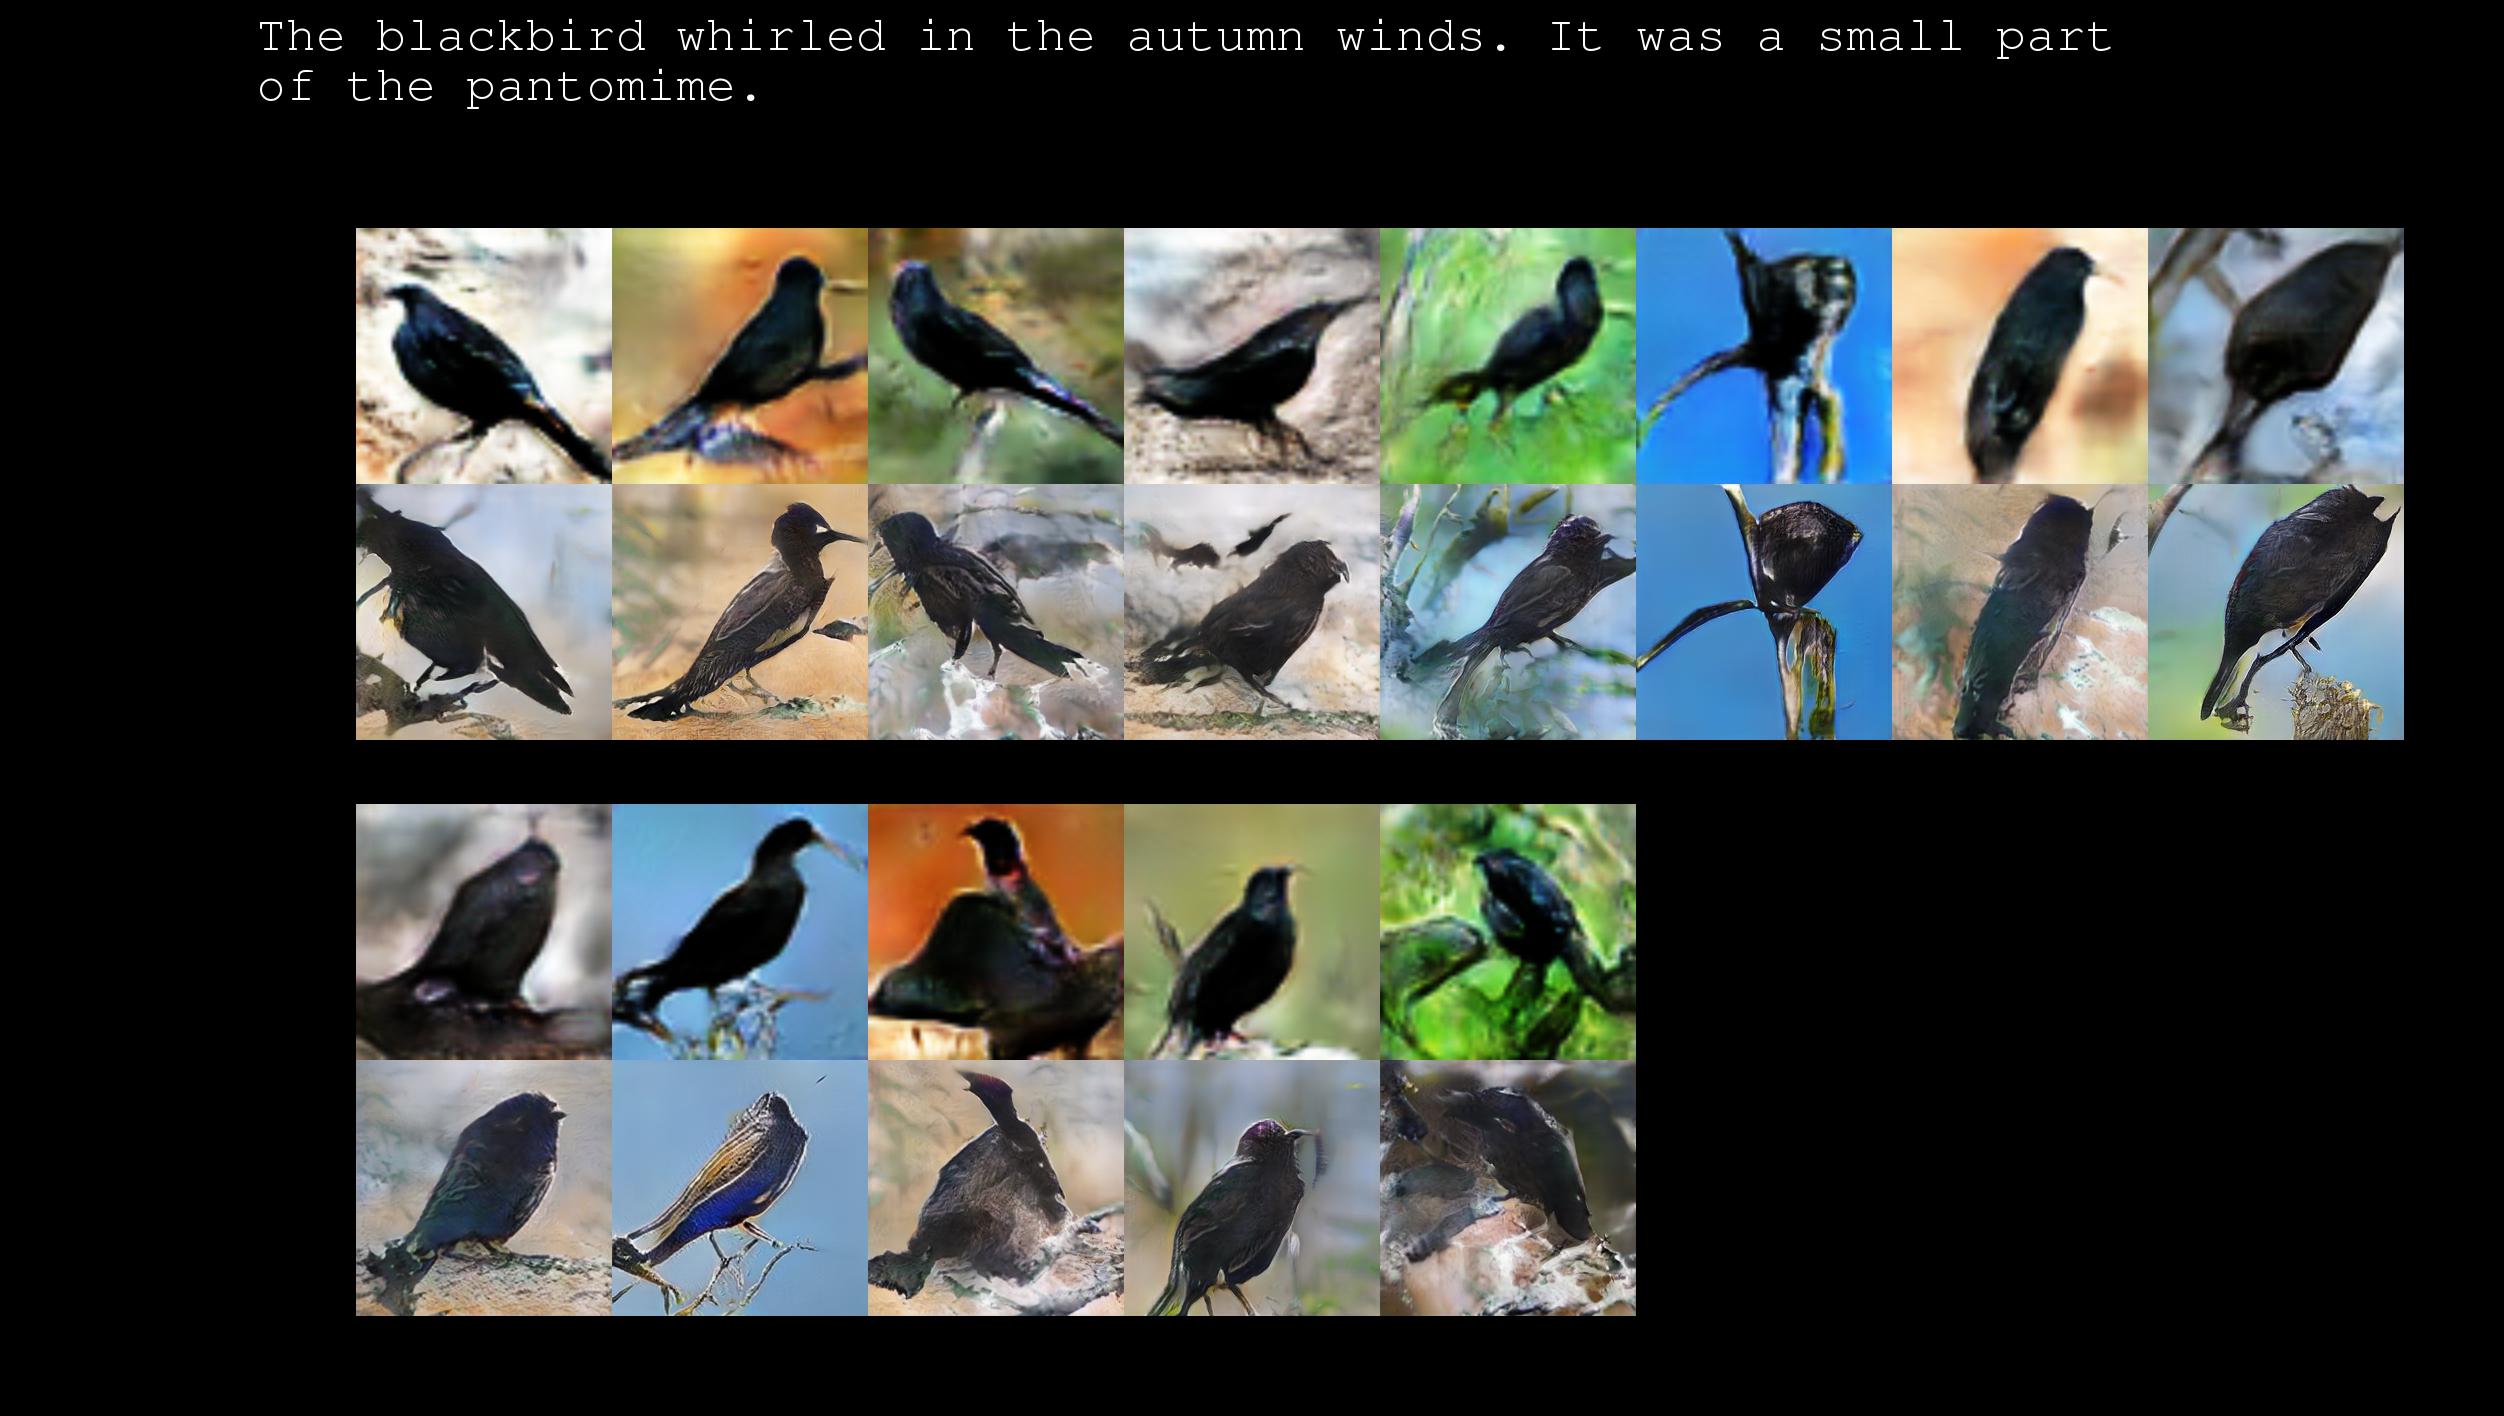 The blackbird whirled in the autumn winds. It was a small part
of the pantomime.